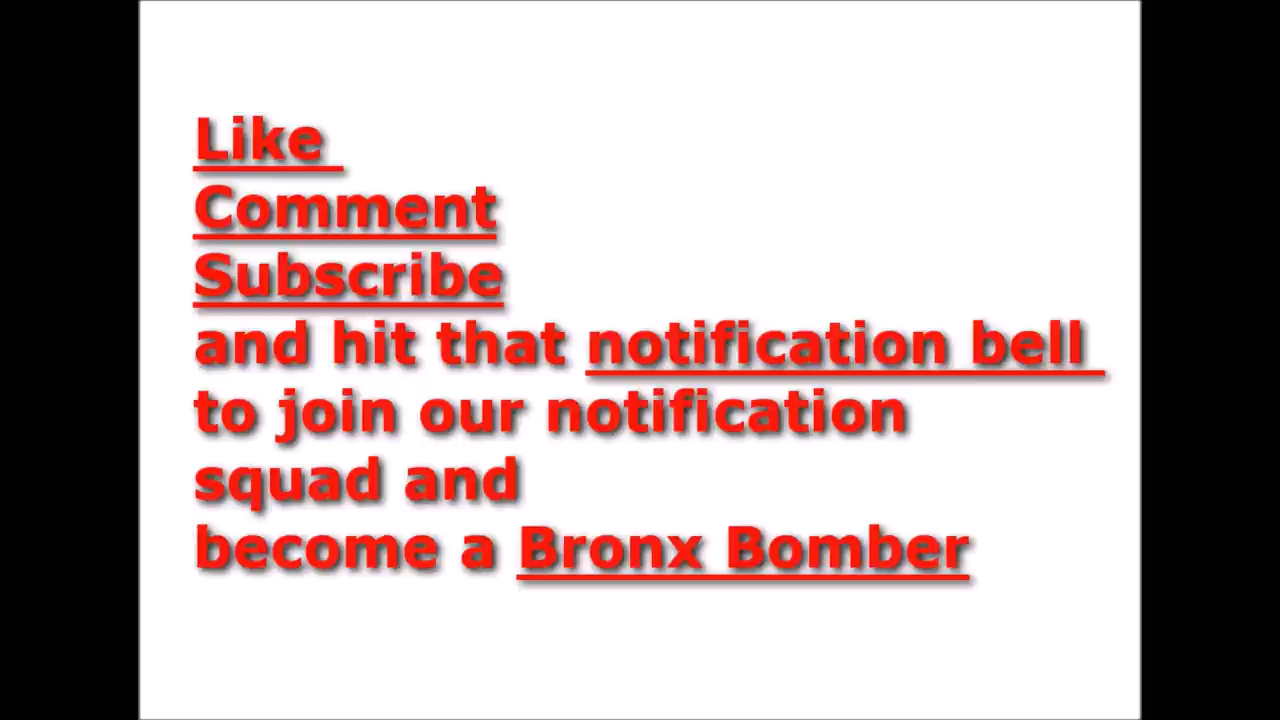 Like
Comment
Subscribe
and hit that notification bell
to join our notification
squad and
become a Bronx Bomber